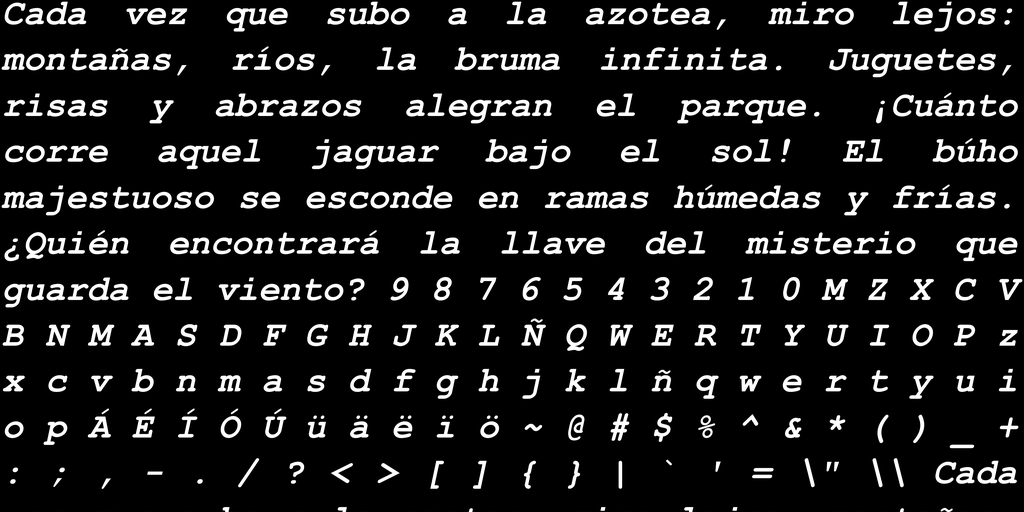 Cada vez que subo a la azotea, miro lejos:
montañas, ríos, la bruma infinita. Juguetes,
risas y abrazos alegran el parque. ¡Cuánto
corre aquel jaguar bajo el sol! El búho
majestuoso se esconde en ramas húmedas y frías.
¿Quién encontrará la llave del misterio que
guarda el viento? 9 8 7 6 5 4 3 2 1 0 M Z X C V
B N M A S D F G H J K L Ñ Q W E R T Y U I O P z
x c v b n m a s d f g h j k l ñ q w e r t y u i
o p Á É Í Ó Ú ü ä ë ï ö ~ @ # $ % ^ & * ( ) _ +
: ; , - . / ? < > [ ] { } | ` ' = \" \\ Cada